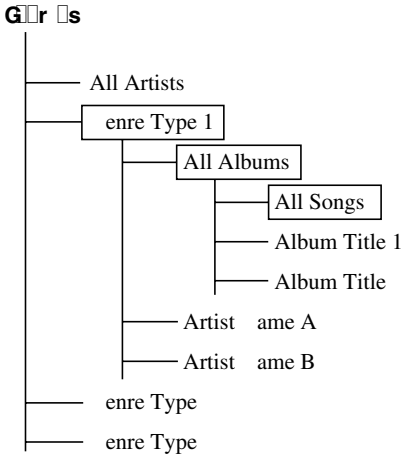 All Artists
enre Type 1
All Albums
All Songs
Album Title 1
Album Title
Artist ame A
Artist ame B
enre Type
enre Type